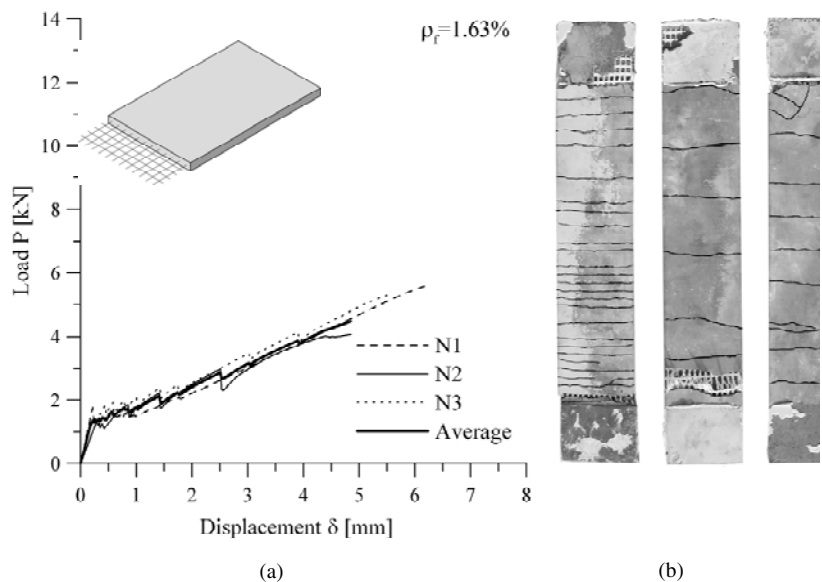 14
ρf=1.63%
12
10
8
6
4
2
0
Load P [kN]
N1
N2
N3
Average
0 1 2 3 4 5 6 7 8
Displacement δ [mm]
(a) (b)